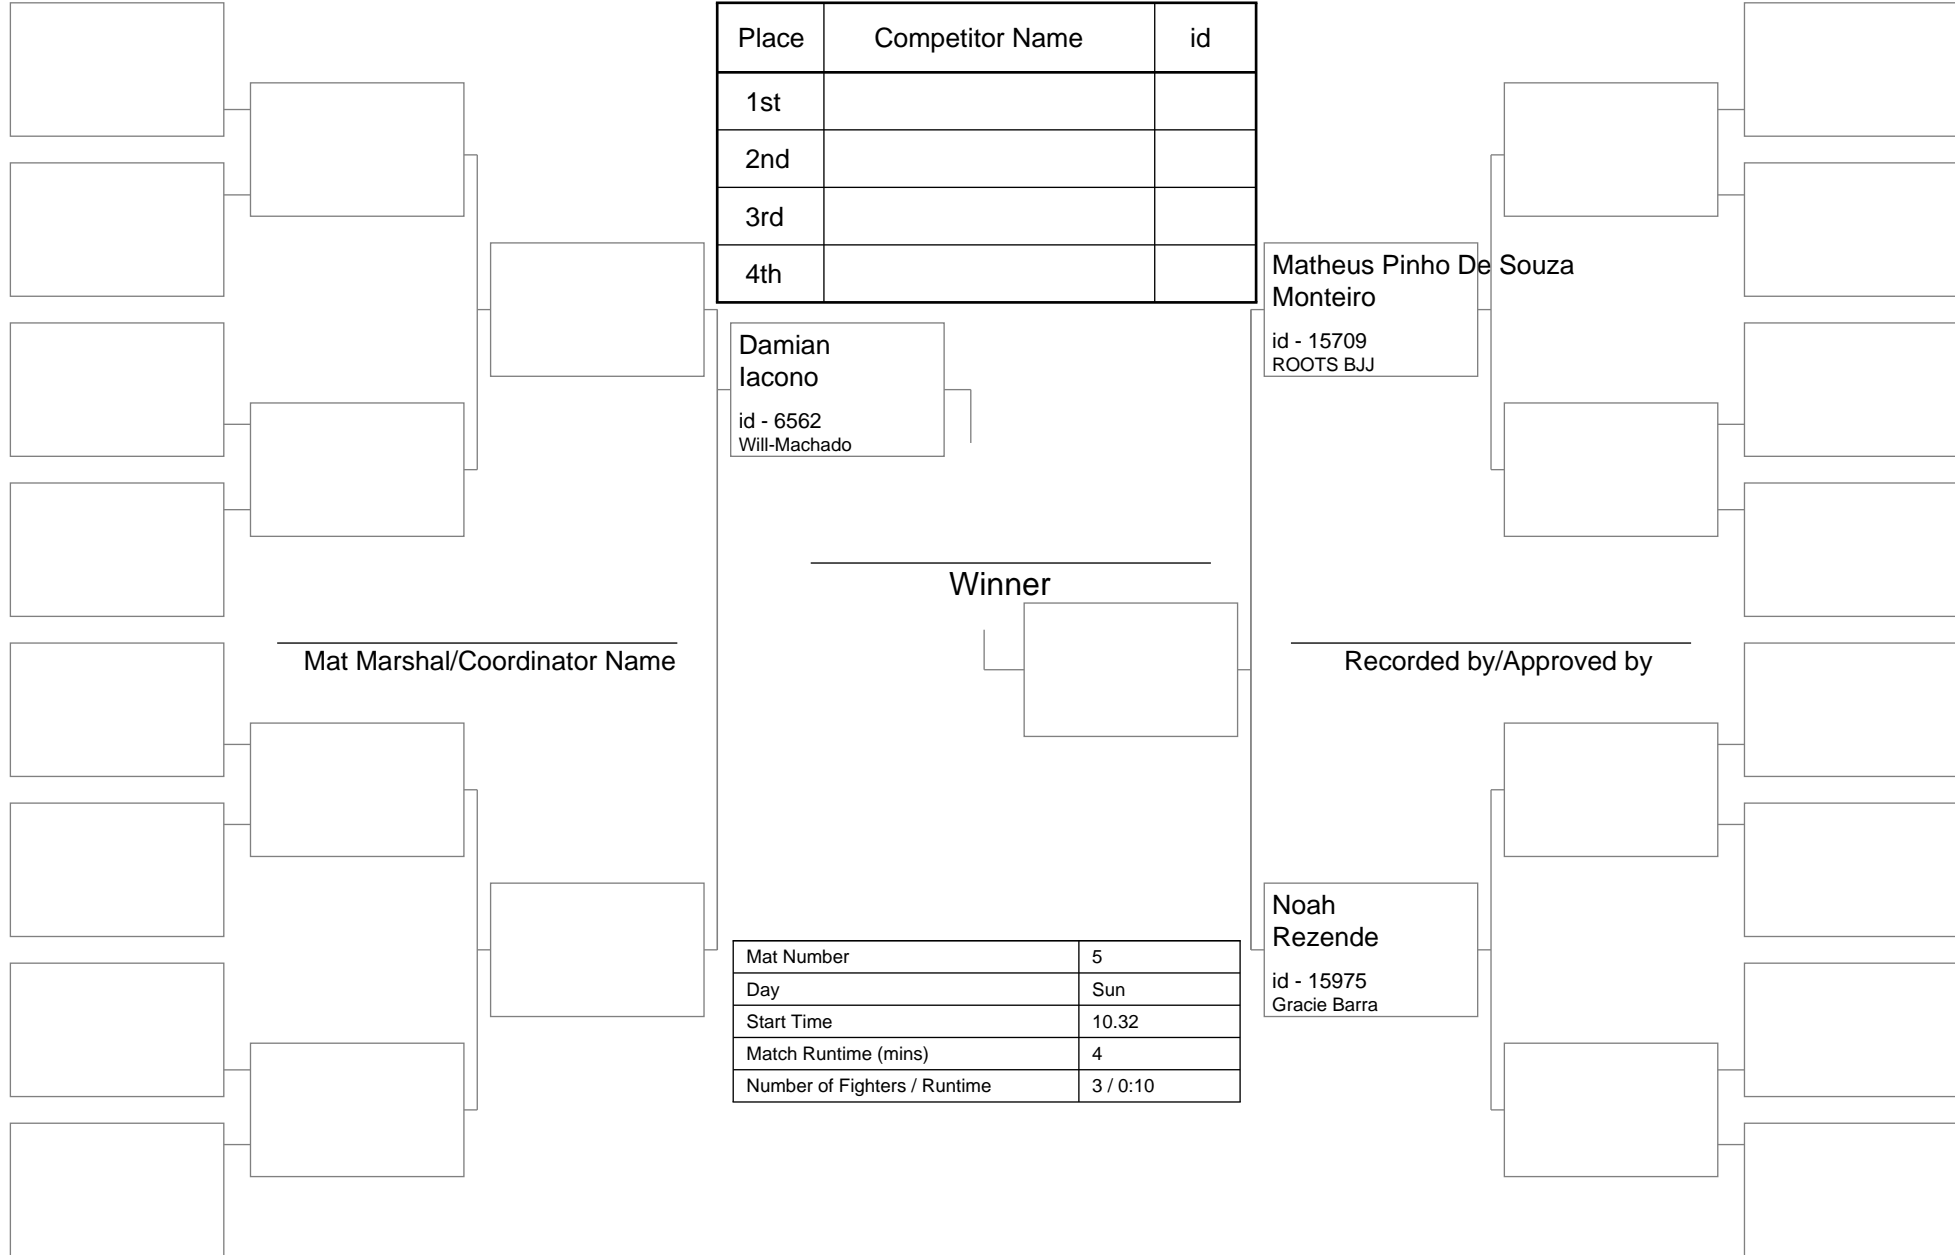 Place Competitor Name id
1st
2nd
3rd
4th
Matheus Pinho De Souza
Monteiro
id - 15709
ROOTS BJJ
Damian
Iacono
id - 6562
Will-Machado
Winner
Mat Marshal/Coordinator Name
Recorded by/Approved by
Noah
Rezende
id - 15975
Gracie Barra
Mat Number 5
Day Sun
Start Time 10.32
Match Runtime (mins) 4
Number of Fighters / Runtime 3 / 0:10